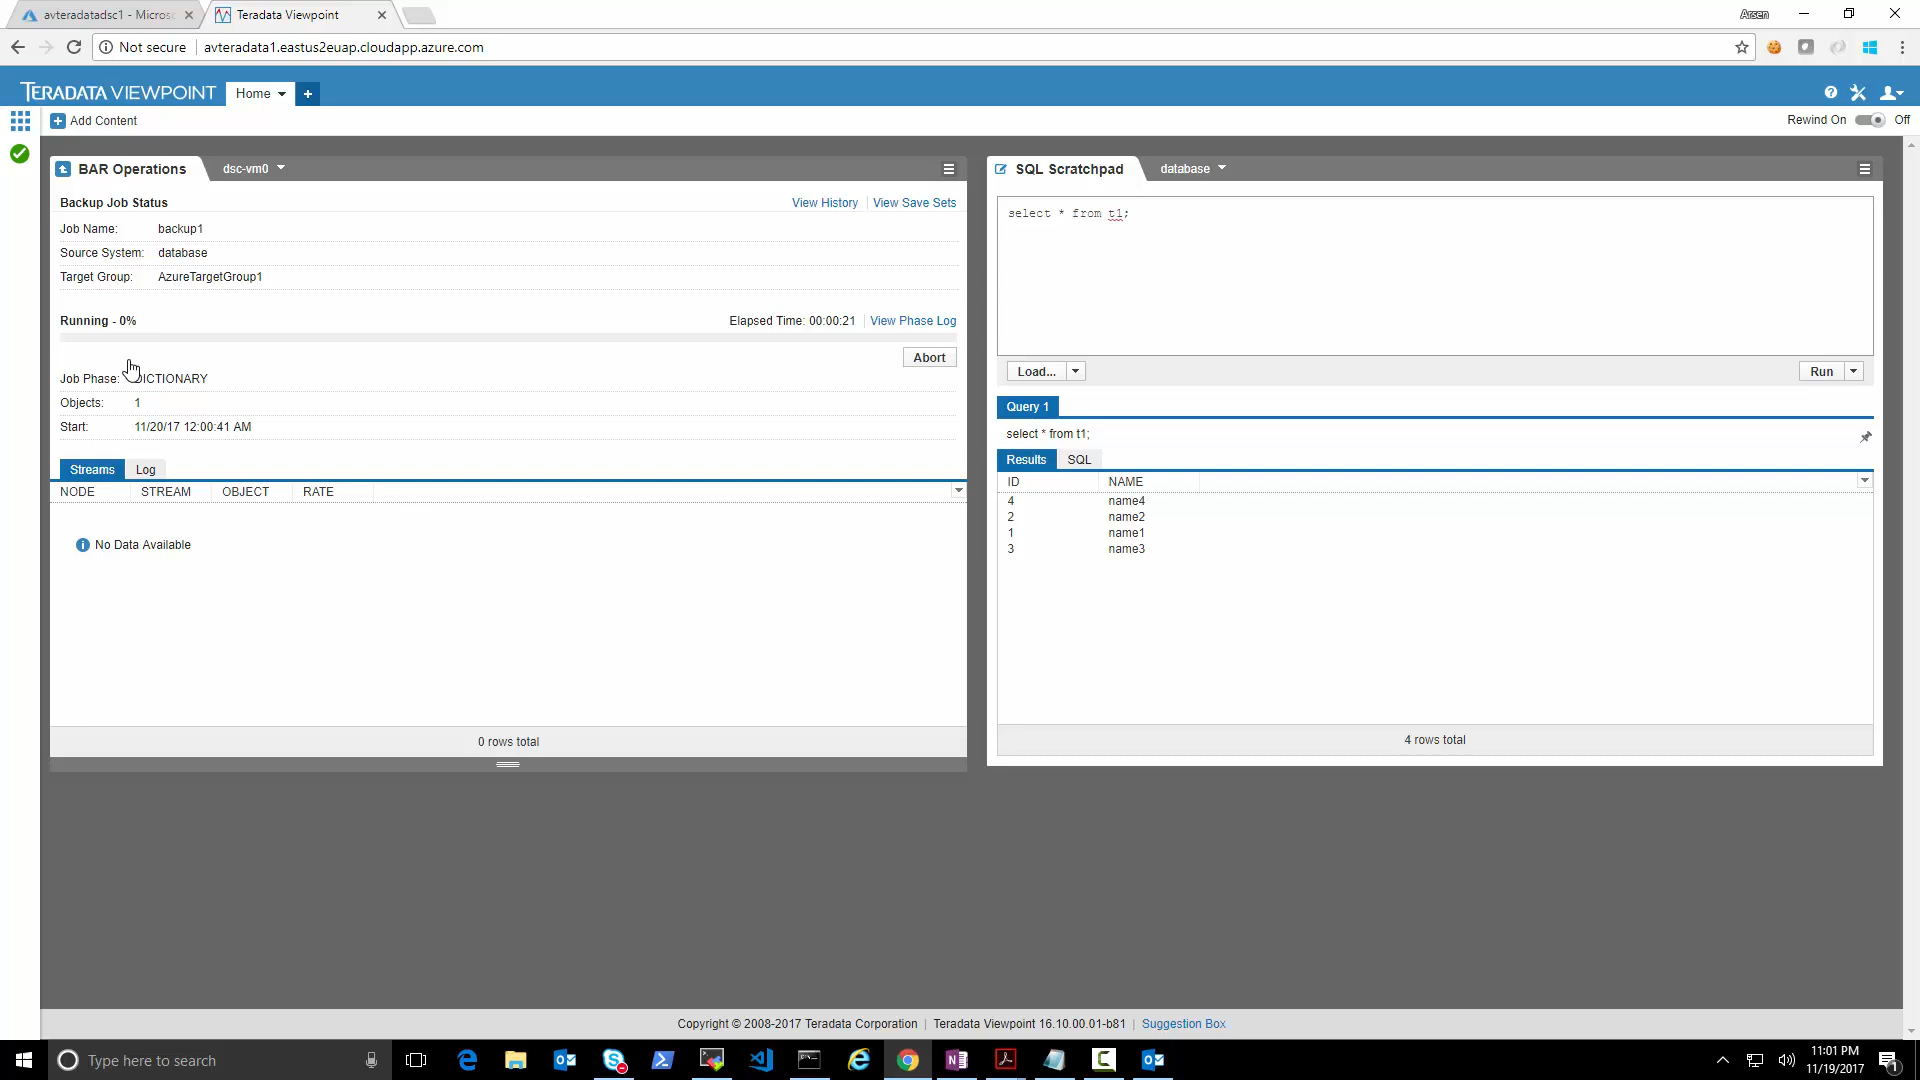 avteradatadsc1 - Micros
Teradata Viewpoint
Arsen
Not secure
avteradata1.eastus2euap.cloudapp.azure.com
TERADATA VIEWPOINT
Home
Add Content
Rewind On
Off
BAR Operations
dsc-vm0
Backup Job Status
View History
View Save Sets
Job Name: backup1
Source System: database
Target Group: AzureTargetGroup1
Running - 0%
Elapsed Time: 00:00:21
View Phase Log
Abort
Job Phase: DICTIONARY
Objects: 1
Start: 11/20/17 12:00:41 AM
Streams
Log
NODE STREAM OBJECT RATE
No Data Available
0 rows total
SQL Scratchpad
database
select * from t1;
Load...
Run
Query 1
select * from t1;
Results
SQL
ID NAME
4 name4
2 name2
1 name1
3 name3
4 rows total
Copyright © 2008-2017 Teradata Corporation | Teradata Viewpoint 16.10.00.01-b81 | Suggestion Box
Type here to search
11:01 PM
11/19/2017
1